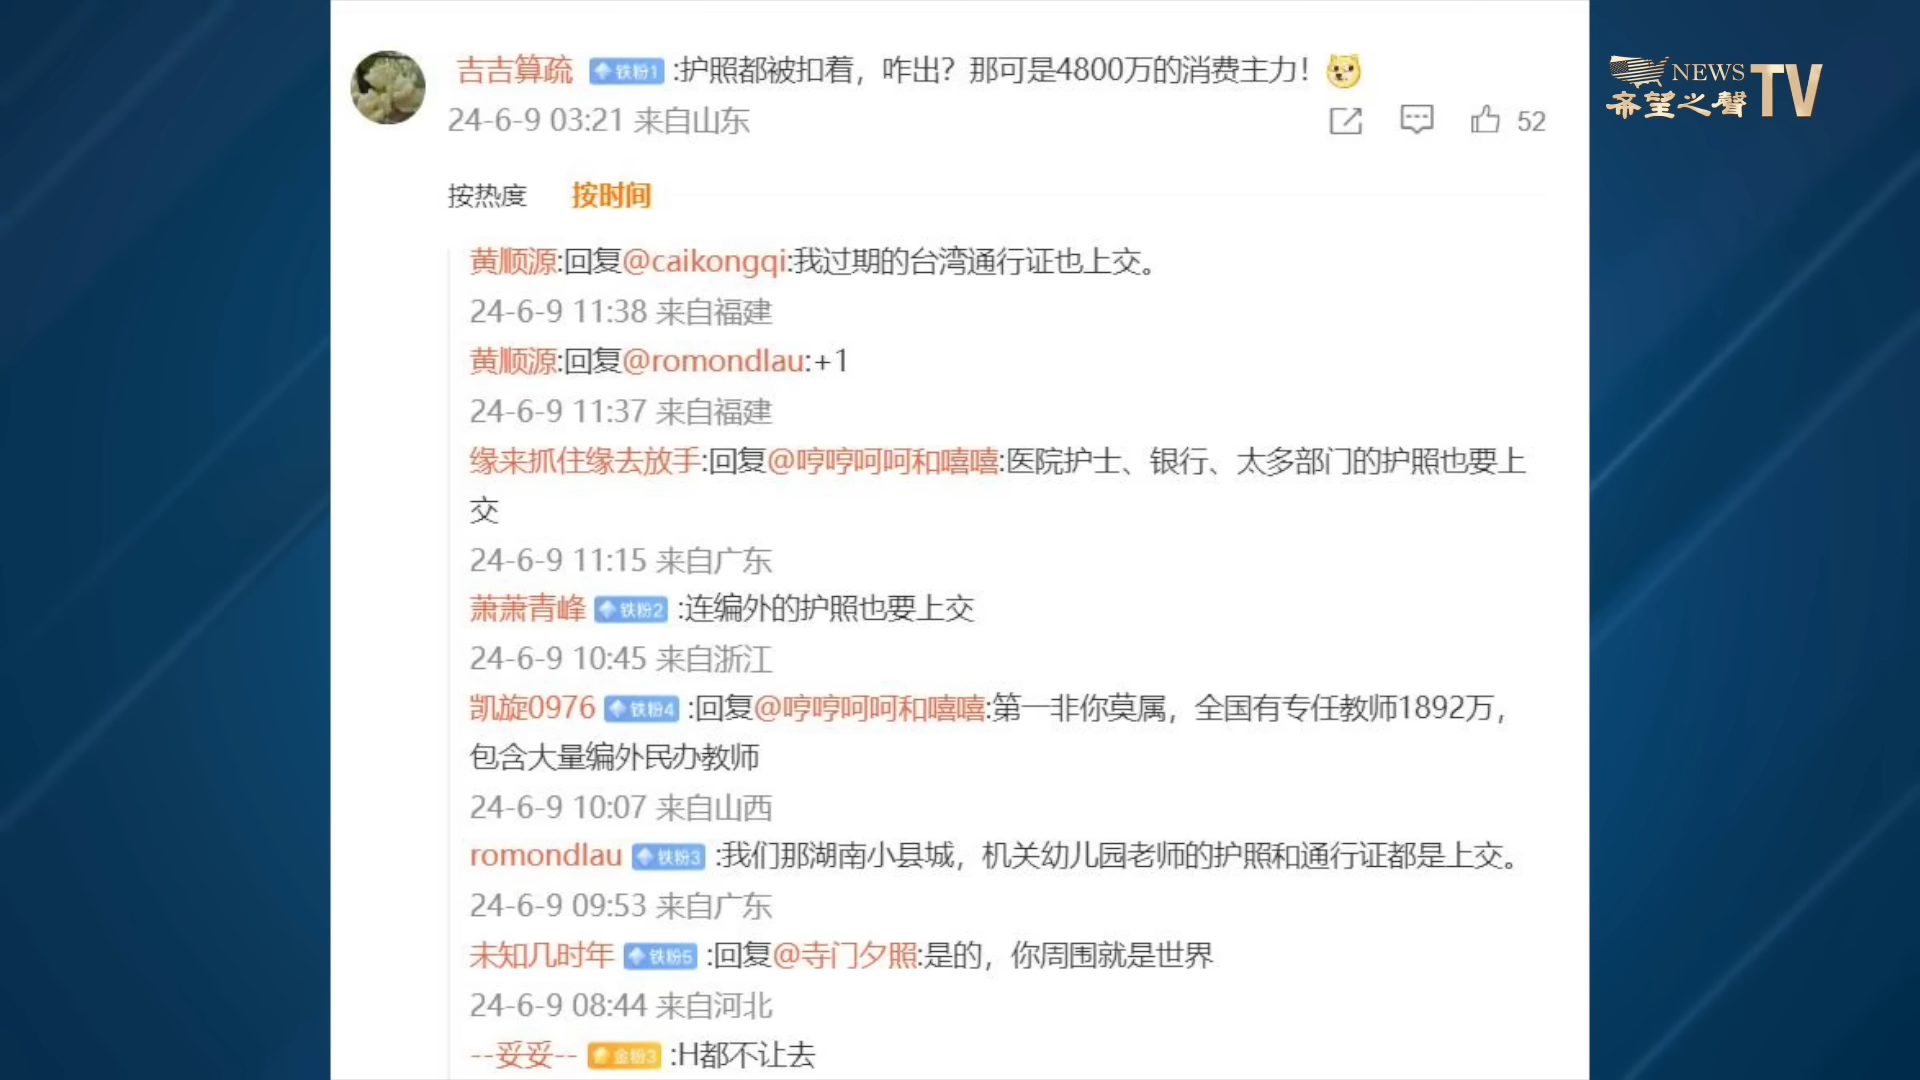 吉吉算疏 铁粉1 :护照都被扣着，咋出？那可是4800万的消费主力！
24-6-9 03:21 来自山东
52
NEWS
希望之聲TV
按热度 按时间
黄顺源:回复@caikongqi:我过期的台湾通行证也上交。
24-6-9 11:38 来自福建
黄顺源:回复@romondlau:+1
24-6-9 11:37 来自福建
缘来抓住缘去放手:回复@哼哼呵呵和嘻嘻:医院护士、银行、太多部门的护照也要上
交
24-6-9 11:15 来自广东
萧萧青峰 铁粉2 :连编外的护照也要上交
24-6-9 10:45 来自浙江
凯旋0976 铁粉4 :回复@哼哼呵呵和嘻嘻:第一非你莫属，全国有专任教师1892万，
包含大量编外民办教师
24-6-9 10:07 来自山西
romondlau 铁粉3 :我们那湖南小县城，机关幼儿园老师的护照和通行证都是上交。
24-6-9 09:53 来自广东
未知几时年 铁粉5 :回复@寺门夕照:是的，你周围就是世界
24-6-9 08:44 来自河北
--妥妥-- 金粉3 :H都不让去